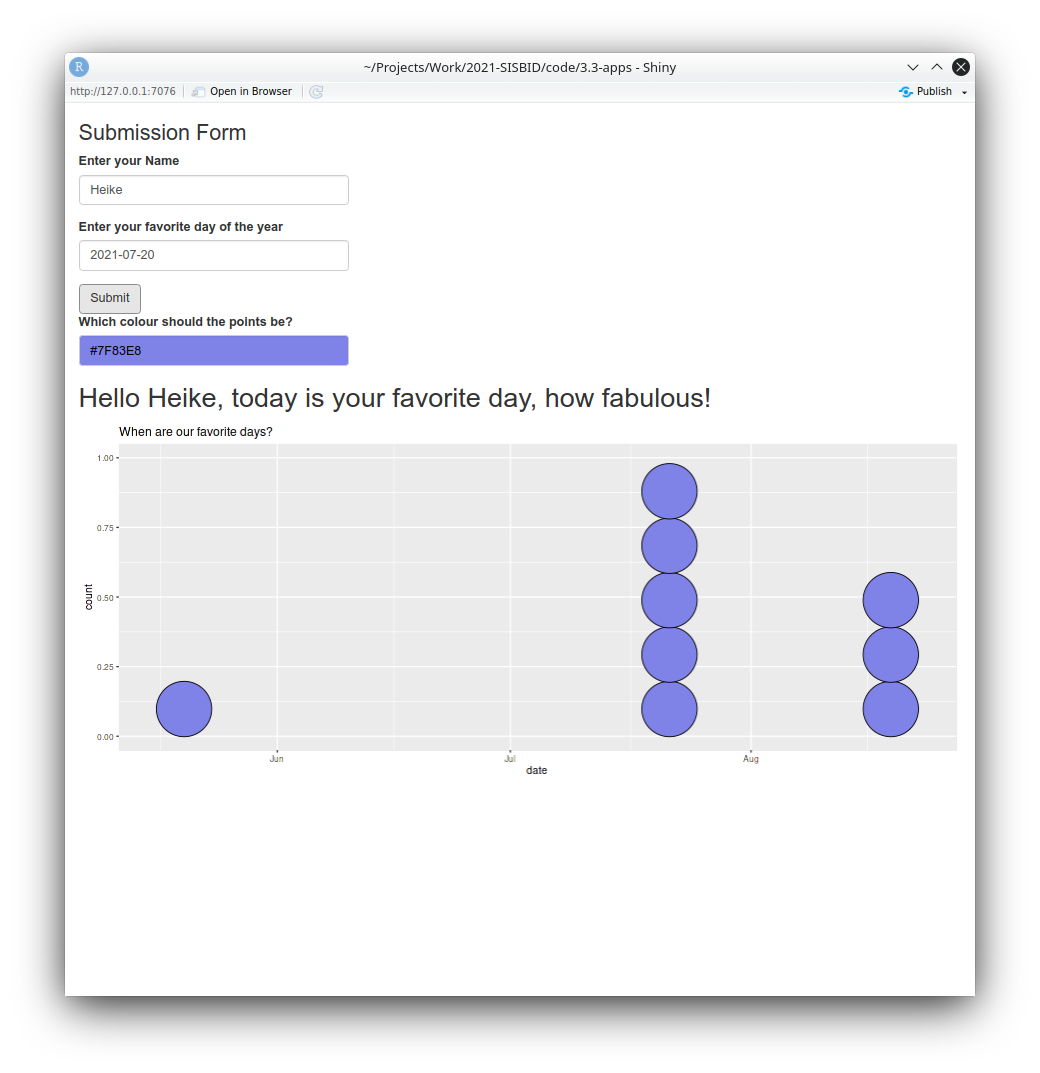 R
~/Projects/Work/2021-SISBID/code/3.3-apps - Shiny
http://127.0.0.1:7076 Open in Browser Publish
Submission Form
Enter your Name
Heike
Enter your favorite day of the year
2021-07-20
Submit
Which colour should the points be?
#7F83E8
Hello Heike, today is your favorite day, how fabulous!
When are our favorite days?
1.00
0.75
count
0.50
0.25
0.00
Jun Jul Aug
date